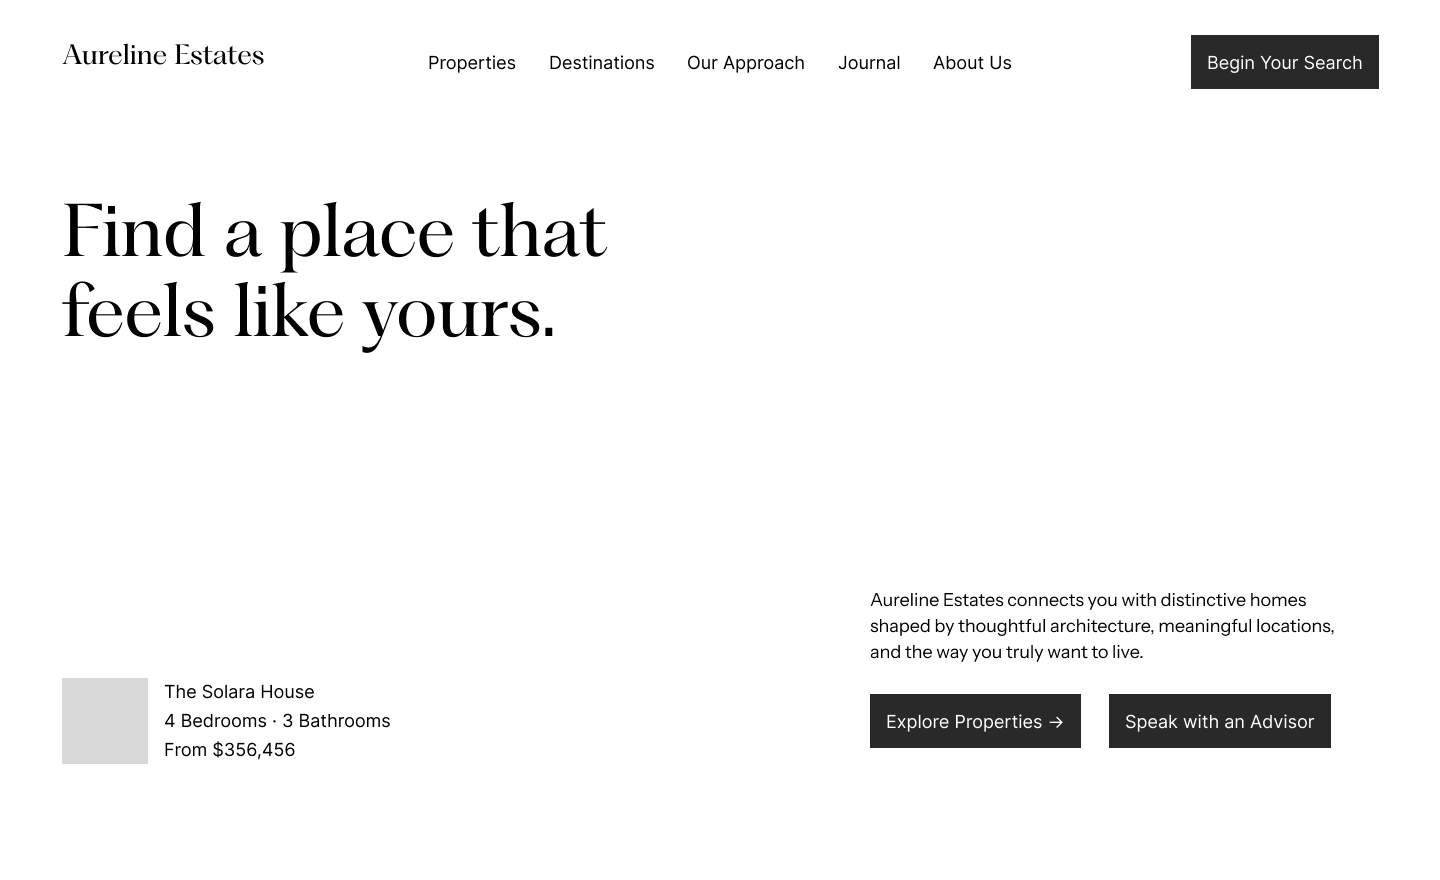 Aureline Estates
Properties
Destinations
Our Approach
Journal
About Us
Begin Your Search
Find a place that
feels like yours.
Aureline Estates connects you with distinctive homes
shaped by thoughtful architecture, meaningful locations,
and the way you truly want to live.
The Solara House
4 Bedrooms · 3 Bathrooms
From $356,456
Explore Properties →
Speak with an Advisor